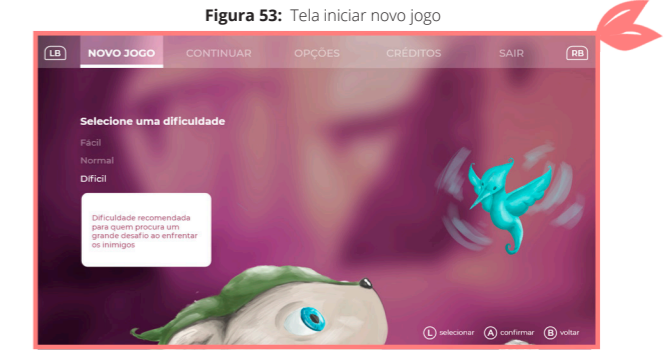 Figura 53: Tela iniciar novo jogo
LB NOVO JOGO CONTINUAR OPÇÕES CRÉDITOS SAIR RB
Selecione uma dificuldade
Fácil
Normal
Difícil
Dificuldade recomendada
para quem procura um
grande desafio ao enfrentar
os inimigos
L selecionar A confirmar B voltar